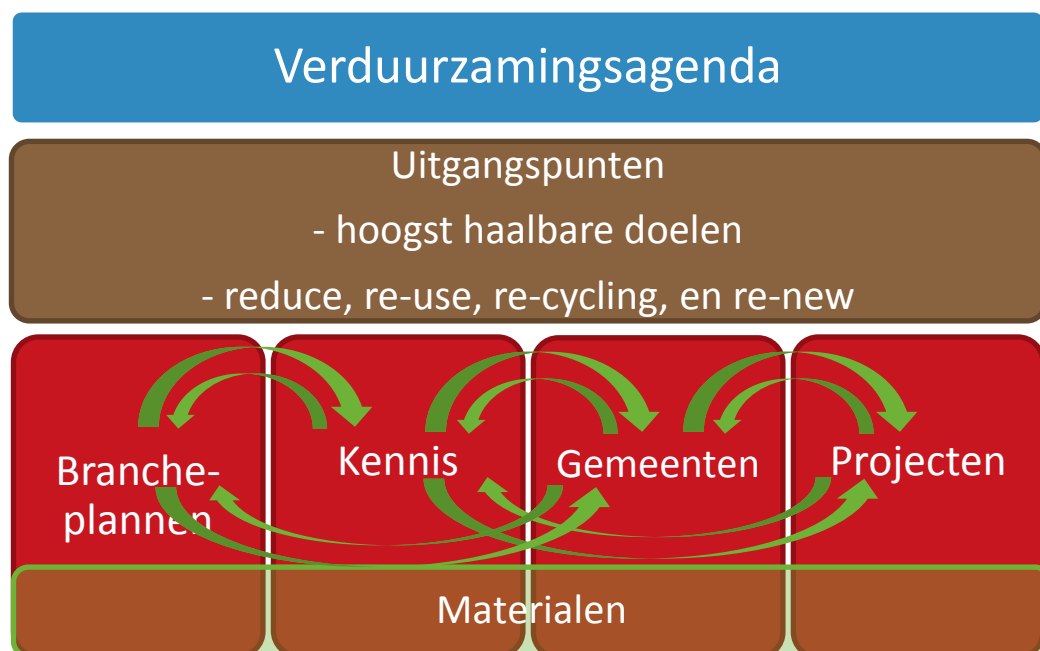 Verduurzamingsagenda
Uitgangspunten
- hoogst haalbare doelen
- reduce, re-use, re-cycling, en re-new
Branche-
plannen
Kennis
Gemeenten
Projecten
Materialen